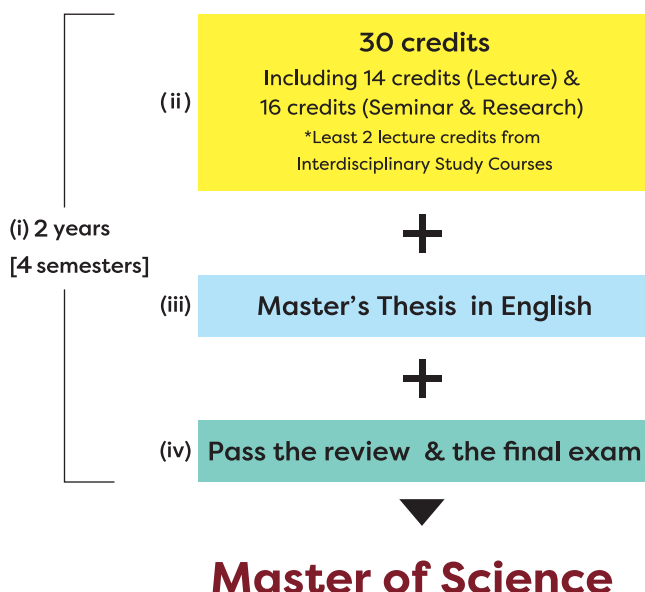 30 credits
Including 14 credits (Lecture) &
(ii) 16 credits (Seminar & Research)
*Least 2 lecture credits from
Interdisciplinary Study Courses
(i) 2 years
[4 semesters]
+
(iii) Master's Thesis in English
+
(iv) Pass the review & the final exam
Master of Science